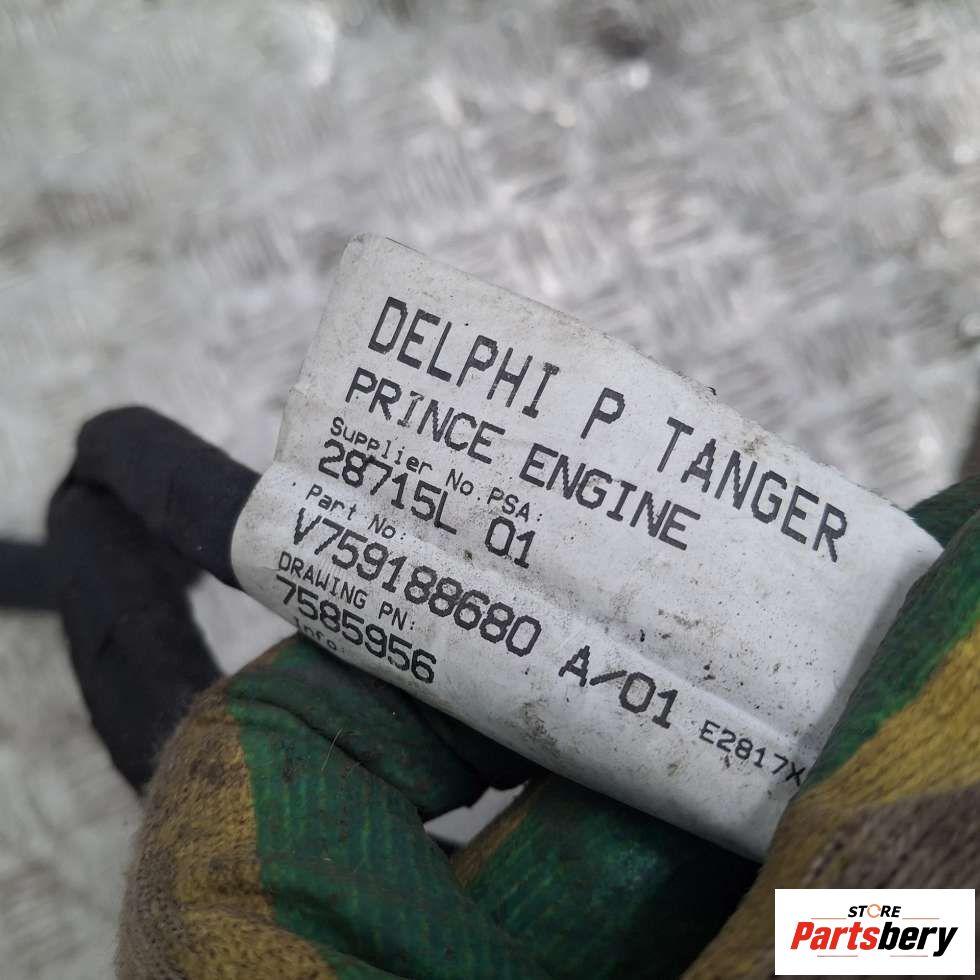 DELPHI P TANGER
PRINCE ENGINE
Supplier No PSA:
28715L 01
Part No:
V759188680 A/01 E2817X
DRAWING PN:
7585956
Info:
STORE
Partsbery